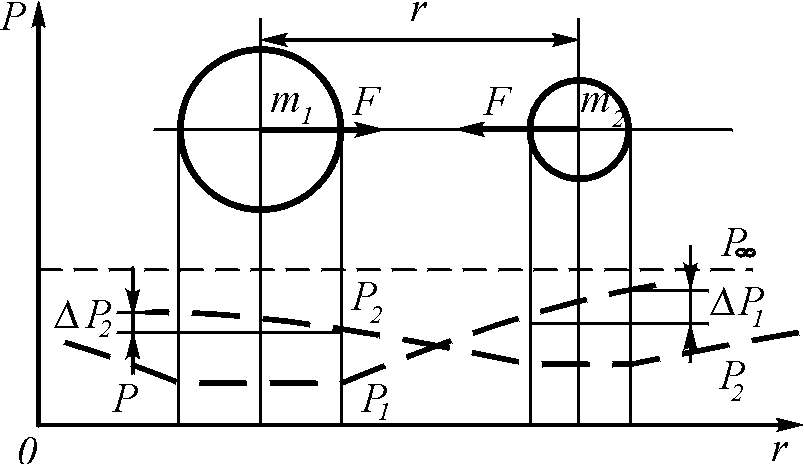 P r
m₁ F F m₂
P∞
ΔP₂ P₂ ΔP₁
P P₁ P₂
0 r